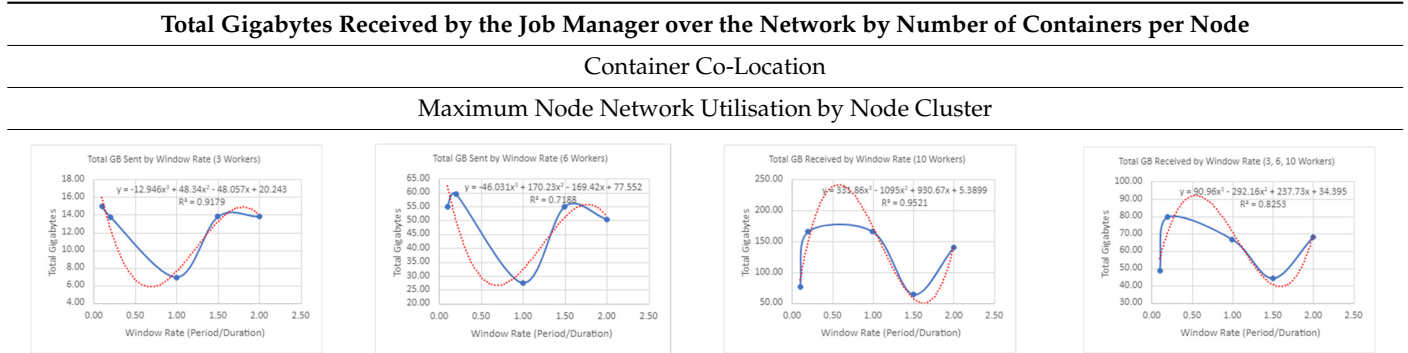 Total Gigabytes Received by the Job Manager over the Network by Number of Containers per Node
Container Co-Location
Maximum Node Network Utilisation by Node Cluster
Total GB Sent by Window Rate (3 Workers)
y = -12.946x³ + 48.34x² - 48.057x + 20.243
R² = 0.9179
Total Gigabytes
18.00
16.00
14.00
12.00
10.00
8.00
6.00
4.00
0.00 0.50 1.00 1.50 2.00 2.50
Window Rate (Period/Duration)
Total GB Sent by Window Rate (6 Workers)
y = -46.031x³ + 170.23x² - 169.42x + 77.552
R² = 0.7188
Total Gigabytes
65.00
60.00
55.00
50.00
45.00
40.00
35.00
30.00
25.00
20.00
0.00 0.50 1.00 1.50 2.00 2.50
Window Rate (Period/Duration)
Total GB Received by Window Rate (10 Workers)
y = 331.86x³ - 1095x² + 930.67x + 5.3899
R² = 0.9521
Total Gigabytes
250.00
200.00
150.00
100.00
50.00
0.00 0.50 1.00 1.50 2.00 2.50
Window Rate (Period/Duration)
Total GB Received by Window Rate (3, 6, 10 Workers)
y = 90.96x³ - 292.16x² + 237.73x + 34.395
R² = 0.8253
Total Gigabytes
100.00
90.00
80.00
70.00
60.00
50.00
40.00
30.00
0.00 0.50 1.00 1.50 2.00 2.50
Window Rate (Period/Duration)